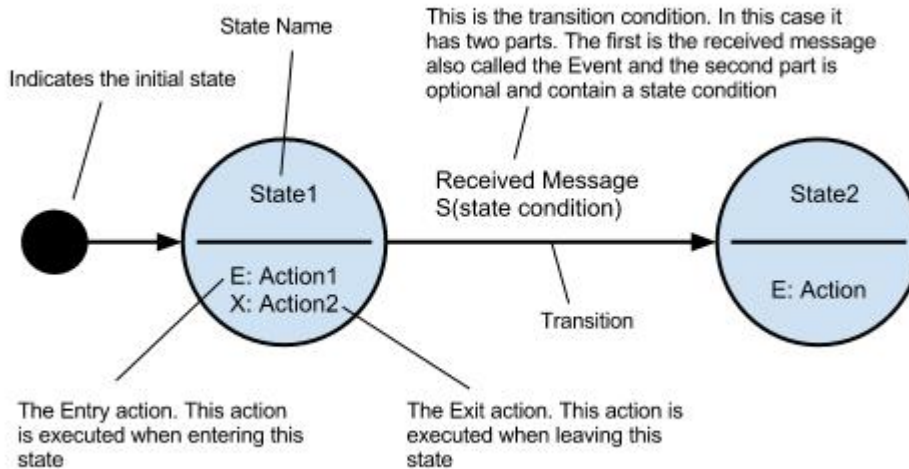 This is the transition condition. In this case it
has two parts. The first is the received message
also called the Event and the second part is
optional and contain a state condition
State Name
Indicates the initial state
State1
E: Action1
X: Action2
Received Message
S(state condition)
State2
E: Action
Transition
The Entry action. This action
is executed when entering this
state
The Exit action. This action is
executed when leaving this
state